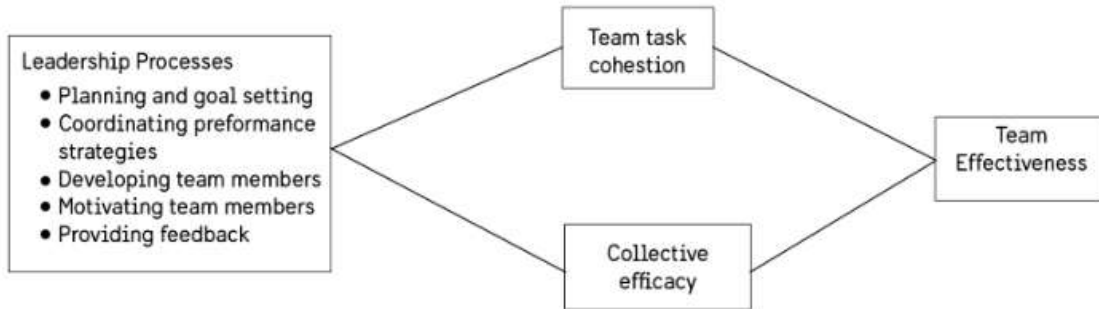 Leadership Processes
● Planning and goal setting
● Coordinating preformance
strategies
● Developing team members
● Motivating team members
● Providing feedback
Team task
cohestion
Collective
efficacy
Team
Effectiveness